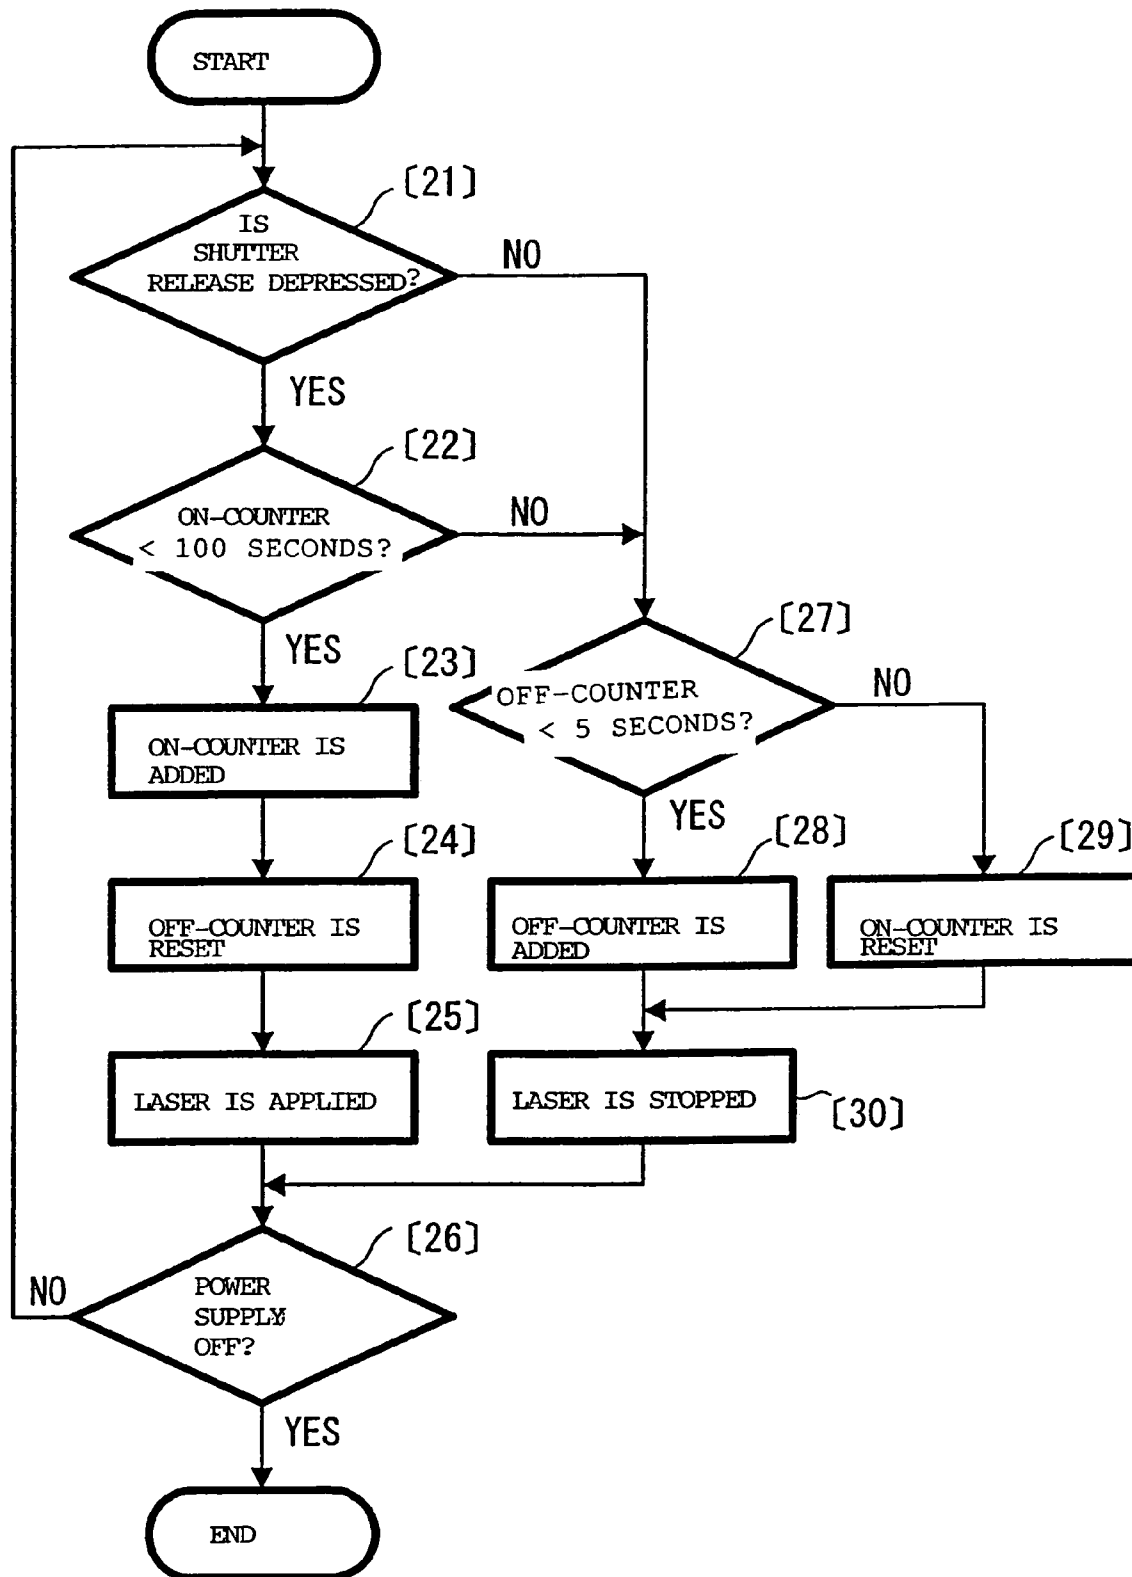 START
[21]
IS
SHUTTER
RELEASE DEPRESSED?
NO
YES
[22]
ON-COUNTER
< 100 SECONDS?
NO
YES
[23]
ON-COUNTER IS
ADDED
[27]
OFF-COUNTER
< 5 SECONDS?
NO
YES
[24]
OFF-COUNTER IS
RESET
[28]
OFF-COUNTER IS
ADDED
[29]
ON-COUNTER IS
RESET
[25]
LASER IS APPLIED
LASER IS STOPPED
[30]
[26]
POWER
SUPPLY
OFF?
NO
YES
END